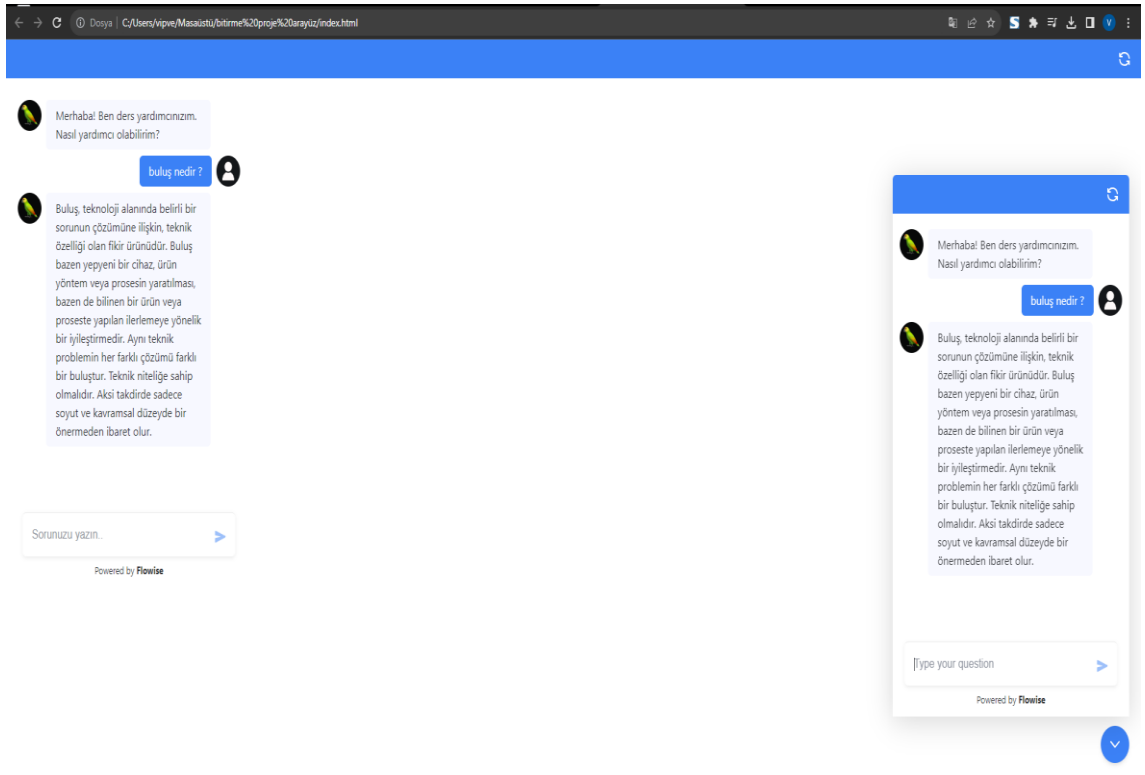 Dosya | C:/Users/vipve/Masaüstü/bitirme%20proje%20arayüz/index.html
Merhaba! Ben ders yardımcınızım.
Nasıl yardımcı olabilirim?
buluş nedir ?
Buluş, teknoloji alanında belirli bir
sorunun çözümüne ilişkin, teknik
özelliği olan fikir ürünüdür. Buluş
bazen yepyeni bir cihaz, ürün
yöntem veya prosesin yaratılması,
bazen de bilinen bir ürün veya
proseste yapılan ilerlemeye yönelik
bir iyileştirmedir. Aynı teknik
problemin her farklı çözümü farklı
bir buluştur. Teknik niteliğe sahip
olmalıdır. Aksi takdirde sadece
soyut ve kavramsal düzeyde bir
önermeden ibaret olur.
Sorunuzu yazın..
Powered by Flowise
Merhaba! Ben ders yardımcınızım.
Nasıl yardımcı olabilirim?
buluş nedir ?
Buluş, teknoloji alanında belirli bir
sorunun çözümüne ilişkin, teknik
özelliği olan fikir ürünüdür. Buluş
bazen yepyeni bir cihaz, ürün
yöntem veya prosesin yaratılması,
bazen de bilinen bir ürün veya
proseste yapılan ilerlemeye yönelik
bir iyileştirmedir. Aynı teknik
problemin her farklı çözümü farklı
bir buluştur. Teknik niteliğe sahip
olmalıdır. Aksi takdirde sadece
soyut ve kavramsal düzeyde bir
önermeden ibaret olur.
Type your question
Powered by Flowise